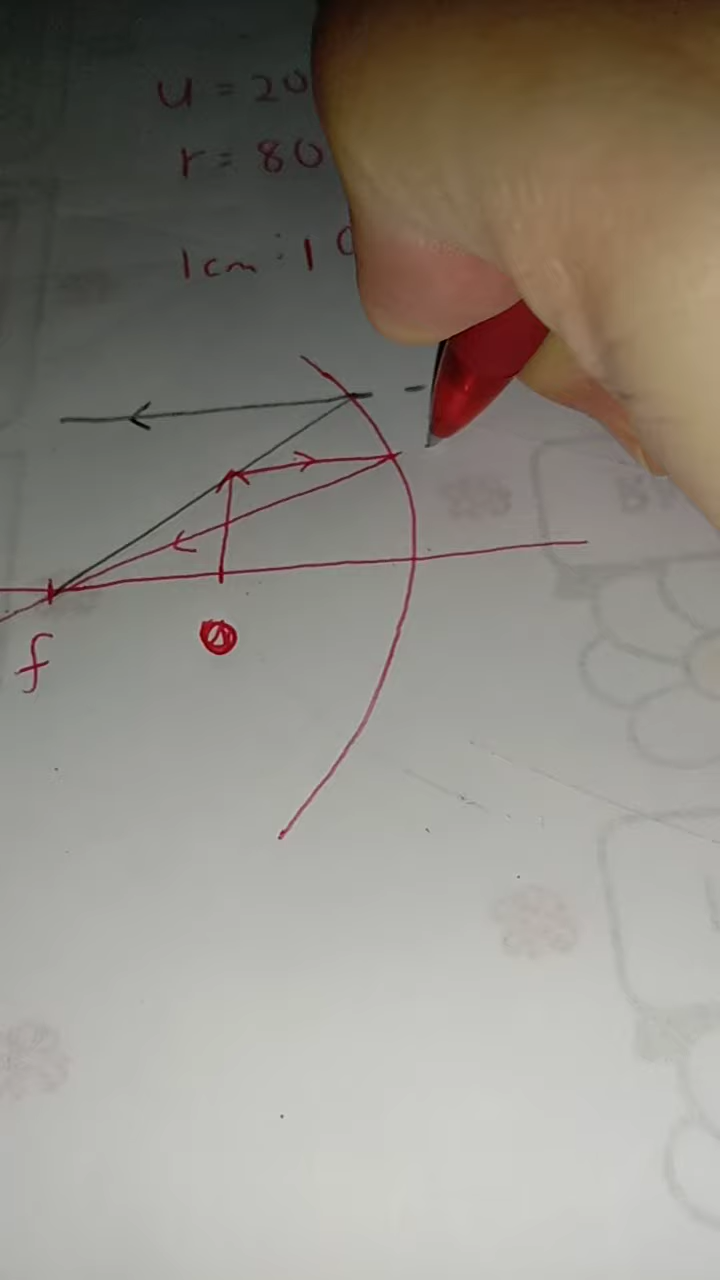 u = 20
r = 80
1cm : 1
f